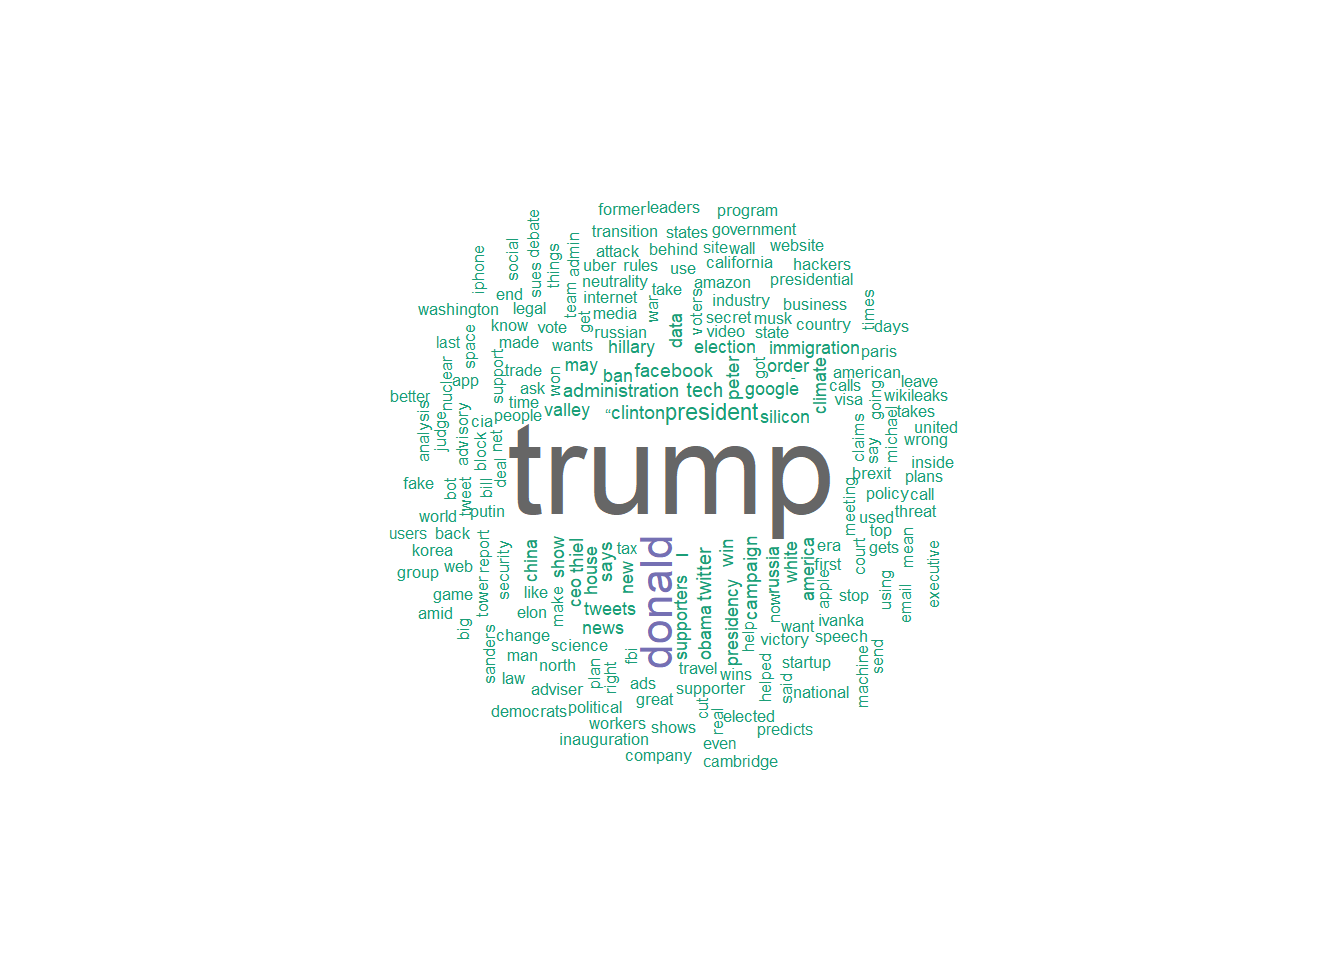 former leaders program
transition states government
attack behind site wall website
uber rules use california hackers
neutrality take amazon presidential
internet war voters industry business
iphone social sues debate things team admin
washington end legal get media secret musk times
know vote russian data video state country days
last space made wants hillary election immigration paris
nuclear support trade won may ban facebook peter got order climate american
better app ask administration tech google calls leave
time visa going wikileaks
analysis judge advisory cia people valley “ clinton president silicon michael takes
block net claims say united
trump
wrong
deal brexit inside
fake bot tweet bill policy plans
world putin meeting used call
threat
users back donald top
korea report security china ceo thiel show house says tax new supporters l obama twitter win campaign russia white america era court gets mean executive
web first
group tower like make tweets presidency now apple stop using email
game
amid elon news help want ivanka
big sanders change science fbi victory speech
man north plan right travel wins helped said startup machine send
law adviser ads supporter national
democrats political great cut real elected
workers shows predicts
inauguration even
company cambridge